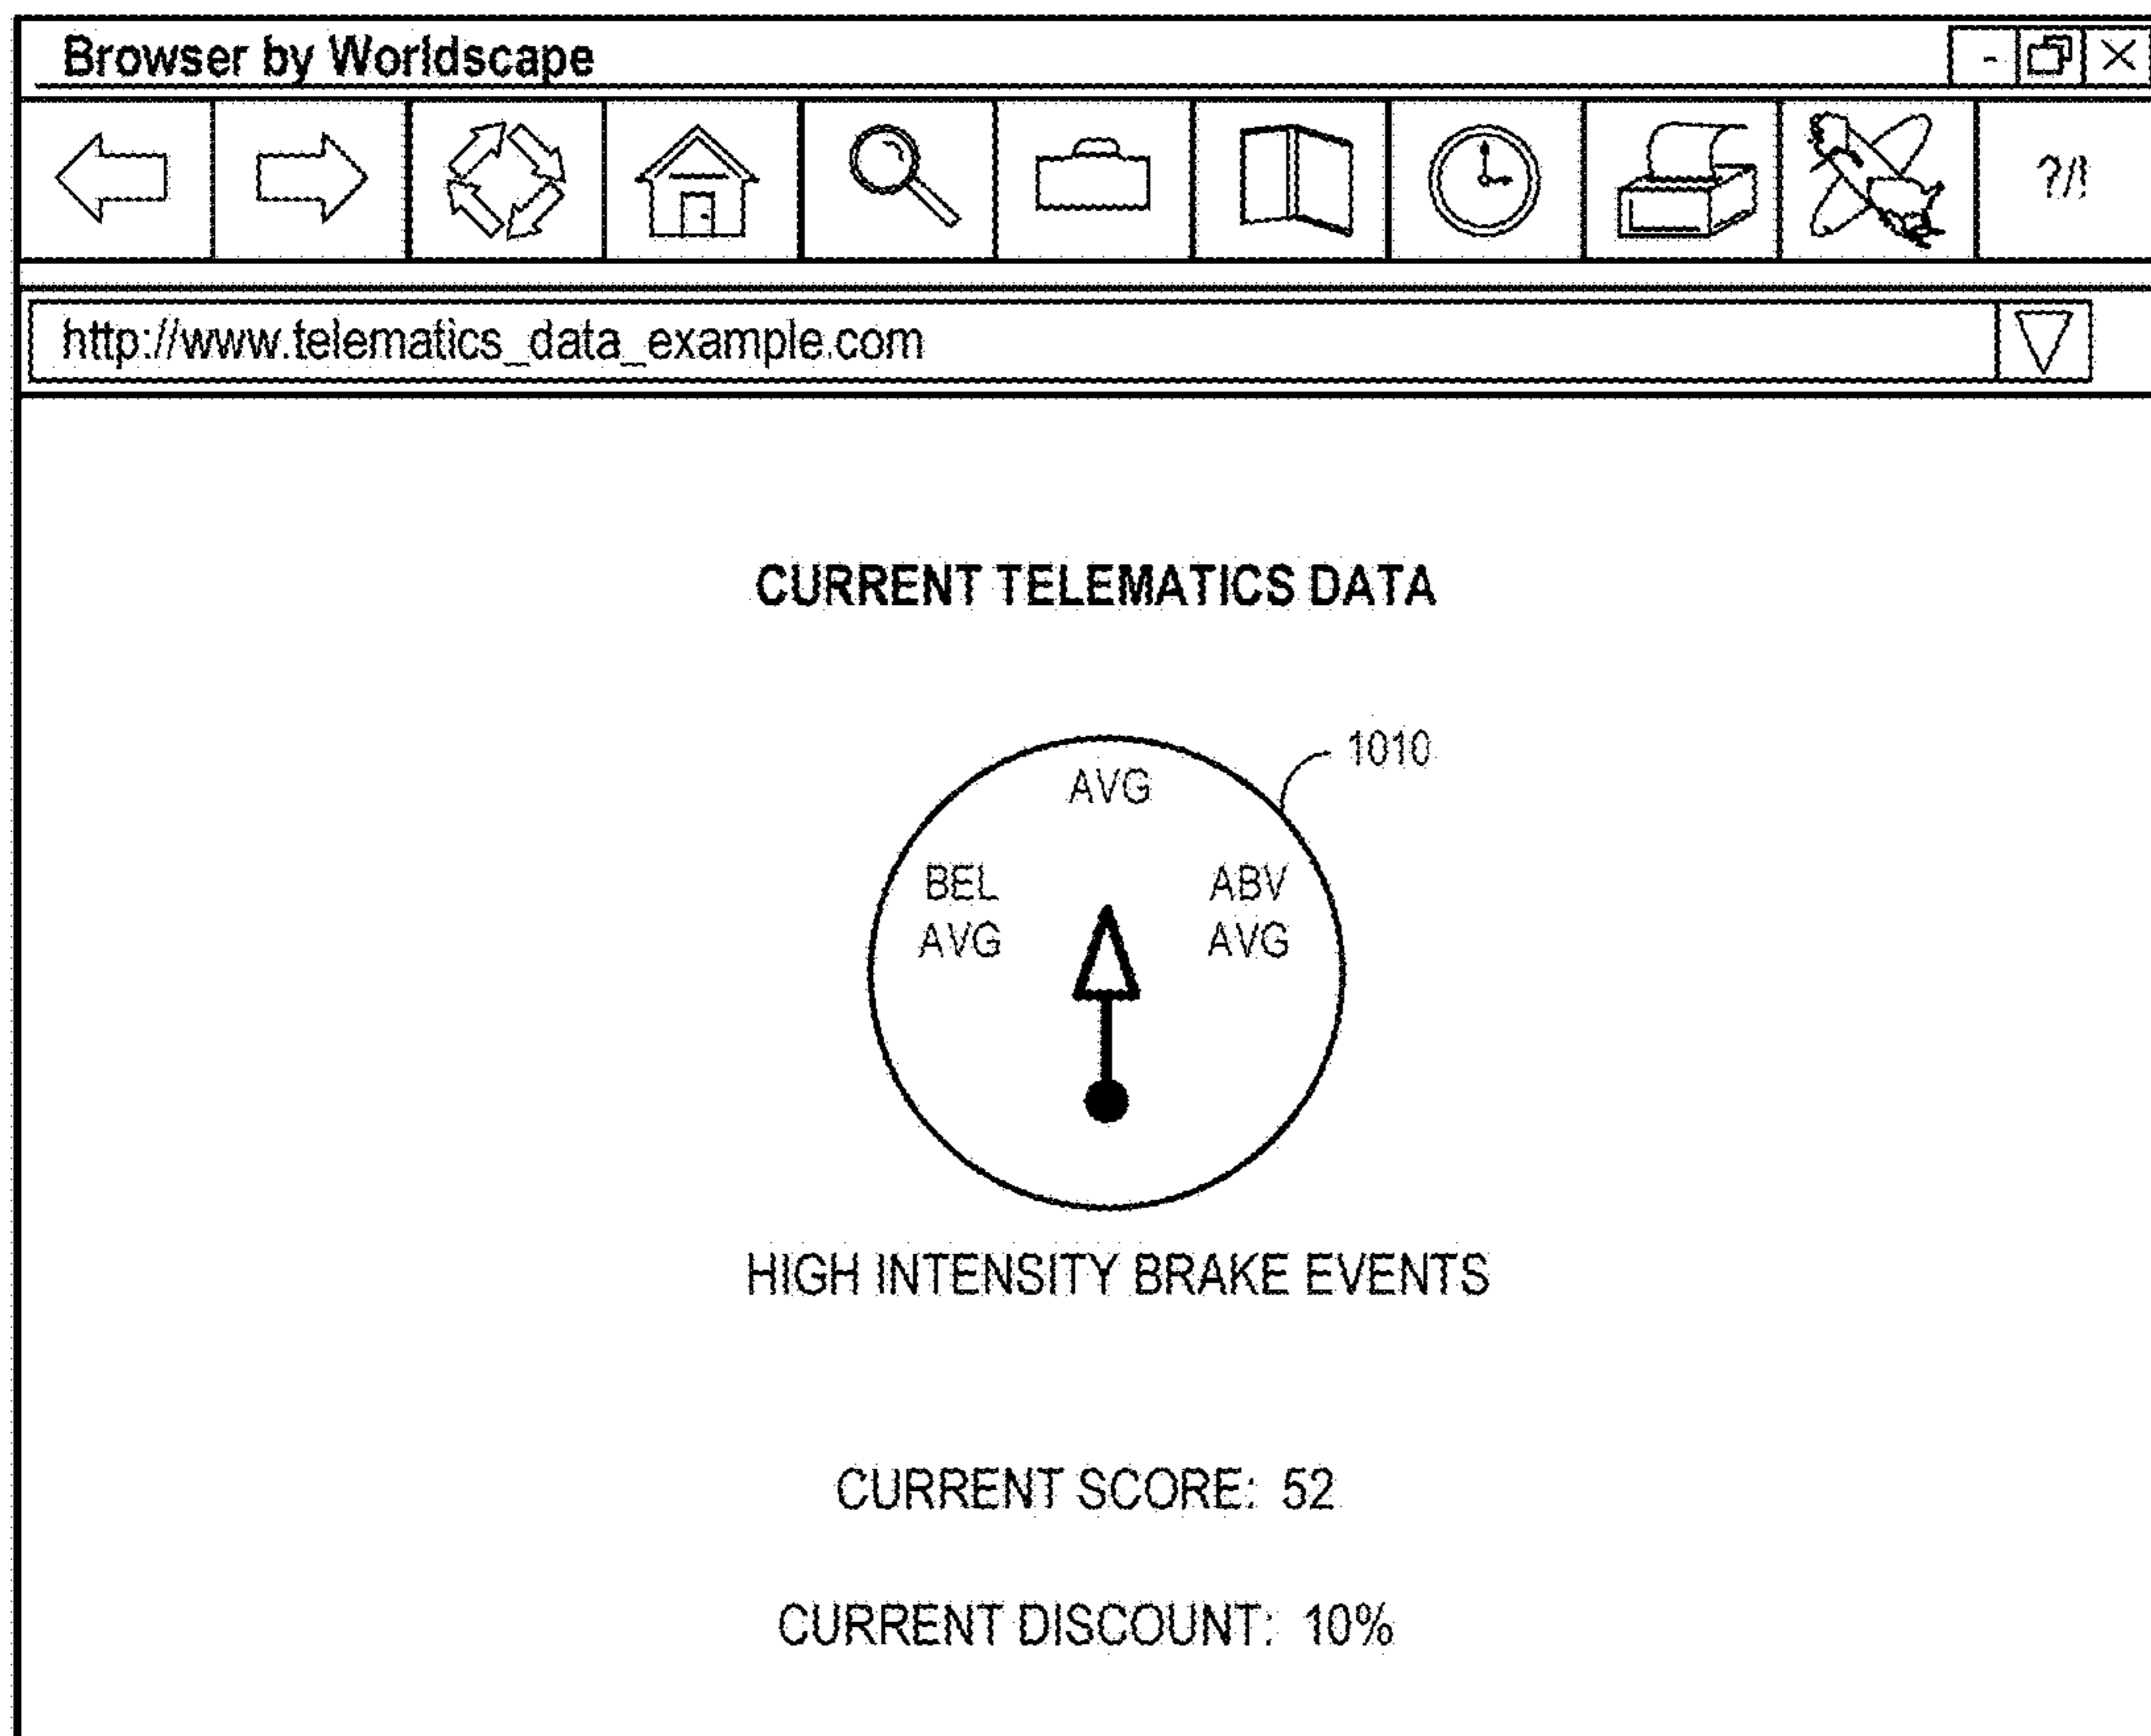 Browser by Worldscape
?/!
http://www.telematics_data_example.com
CURRENT TELEMATICS DATA
1010
AVG
BEL AVG
ABV AVG
HIGH INTENSITY BRAKE EVENTS
CURRENT SCORE: 52
CURRENT DISCOUNT: 10%